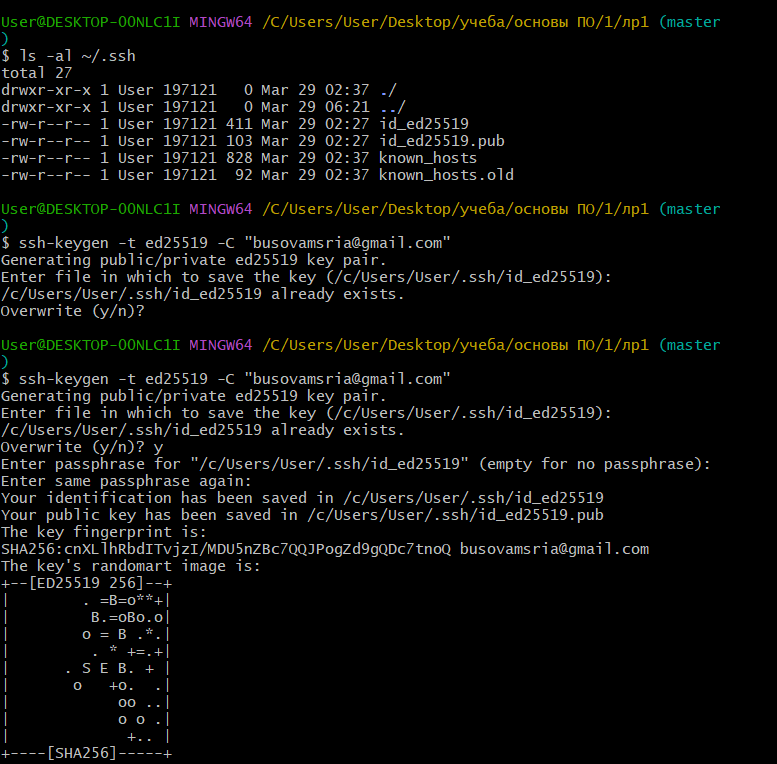 User@DESKTOP-00NLC1I MINGW64 /C/Users/User/Desktop/учеба/основы ПО/1/лр1 (master
)
$ ls -al ~/.ssh
total 27
drwxr-xr-x 1 User 197121   0 Mar 29 02:37 ./
drwxr-xr-x 1 User 197121   0 Mar 29 06:21 ../
-rw-r--r-- 1 User 197121 411 Mar 29 02:27 id_ed25519
-rw-r--r-- 1 User 197121 103 Mar 29 02:27 id_ed25519.pub
-rw-r--r-- 1 User 197121 828 Mar 29 02:37 known_hosts
-rw-r--r-- 1 User 197121  92 Mar 29 02:37 known_hosts.old
User@DESKTOP-00NLC1I MINGW64 /C/Users/User/Desktop/учеба/основы ПО/1/лр1 (master
)
$ ssh-keygen -t ed25519 -C "busovamsria@gmail.com"
Generating public/private ed25519 key pair.
Enter file in which to save the key (/c/Users/User/.ssh/id_ed25519):
/c/Users/User/.ssh/id_ed25519 already exists.
Overwrite (y/n)?
User@DESKTOP-00NLC1I MINGW64 /C/Users/User/Desktop/учеба/основы ПО/1/лр1 (master
)
$ ssh-keygen -t ed25519 -C "busovamsria@gmail.com"
Generating public/private ed25519 key pair.
Enter file in which to save the key (/c/Users/User/.ssh/id_ed25519):
/c/Users/User/.ssh/id_ed25519 already exists.
Overwrite (y/n)? y
Enter passphrase for "/c/Users/User/.ssh/id_ed25519" (empty for no passphrase):
Enter same passphrase again:
Your identification has been saved in /c/Users/User/.ssh/id_ed25519
Your public key has been saved in /c/Users/User/.ssh/id_ed25519.pub
The key fingerprint is:
SHA256:cnXLlhRbdITvjzI/MDU5nZBc7QQJPogZd9gQDc7tnoQ busovamsria@gmail.com
The key's randomart image is:
+--[ED25519 256]--+
|        . =B=o**+|
|         B.=oBo.o|
|        o = B .*.|
|         . * +=.+|
|      . S E B. + |
|       o   +o.  .|
|            oo ..|
|            o o .|
|             +.. |
+----[SHA256]-----+